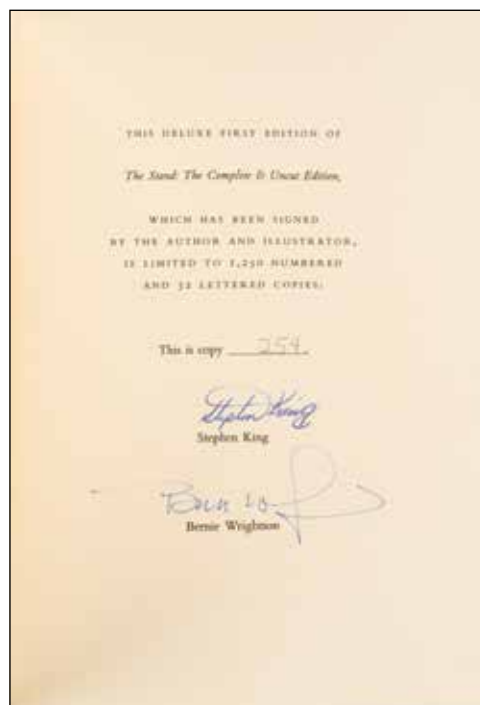 THIS DELUXE FIRST EDITION OF
The Stand: The Complete & Uncut Edition,
WHICH HAS BEEN SIGNED
BY THE AUTHOR AND ILLUSTRATOR,
IS LIMITED TO 1,250 NUMBERED
AND 52 LETTERED COPIES.
This is copy 254.
Stephen King
Stephen King
Bernie Wrightson